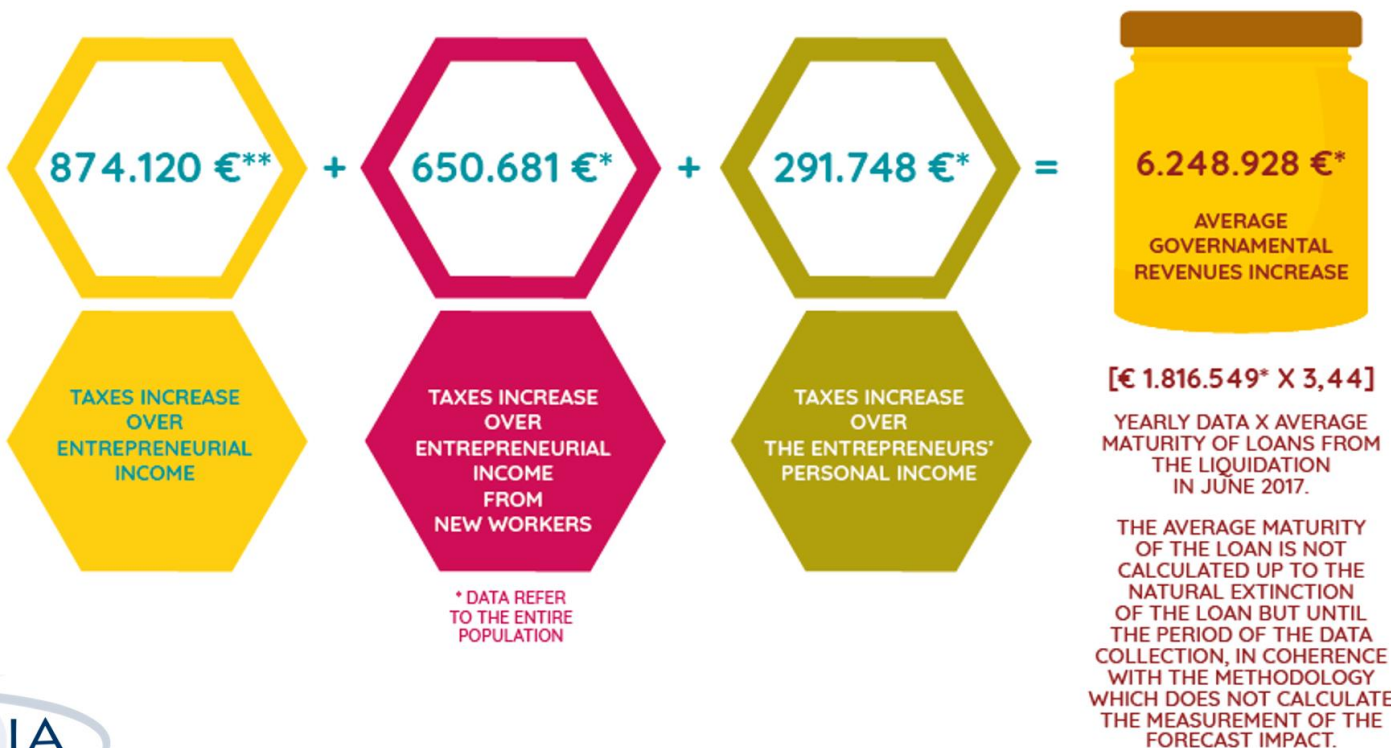 874.120 €** + 650.681 €* + 291.748 €* = 6.248.928 €*
AVERAGE
GOVERNAMENTAL
REVENUES INCREASE
TAXES INCREASE
OVER
ENTREPRENEURIAL
INCOME
TAXES INCREASE
OVER
ENTREPRENEURIAL
INCOME
FROM
NEW WORKERS
TAXES INCREASE
OVER
THE ENTREPRENEURS'
PERSONAL INCOME
* DATA REFER
TO THE ENTIRE
POPULATION
[€ 1.816.549* X 3,44]
YEARLY DATA X AVERAGE
MATURITY OF LOANS FROM
THE LIQUIDATION
IN JUNE 2017.
THE AVERAGE MATURITY
OF THE LOAN IS NOT
CALCULATED UP TO THE
NATURAL EXTINCTION
OF THE LOAN BUT UNTIL
THE PERIOD OF THE DATA
COLLECTION, IN COHERENCE
WITH THE METHODOLOGY
WHICH DOES NOT CALCULATE
THE MEASUREMENT OF THE
FORECAST IMPACT.